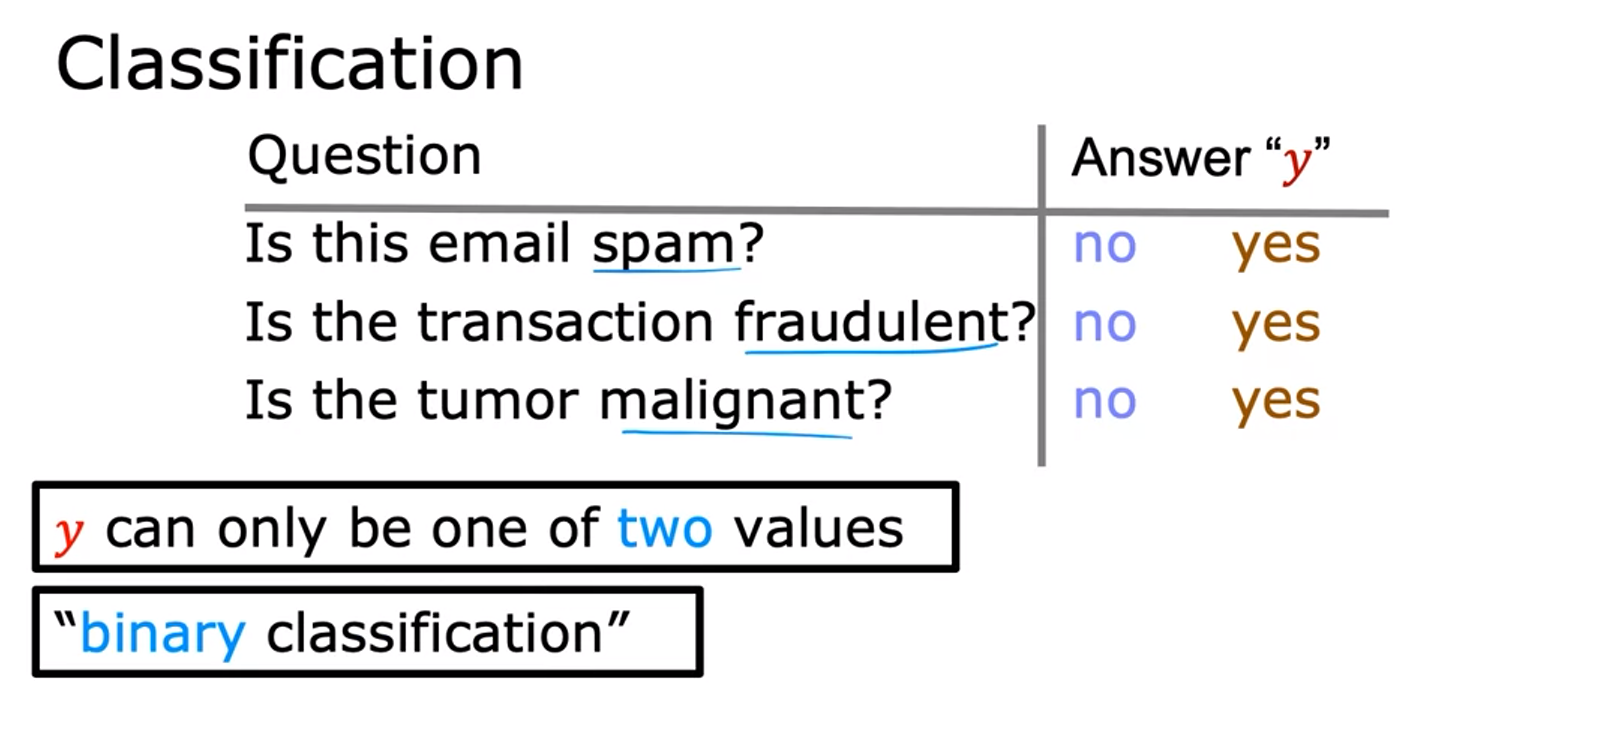 Classification
Question Answer “y”
Is this email spam? no yes
Is the transaction fraudulent? no yes
Is the tumor malignant? no yes
y can only be one of two values
“binary classification”